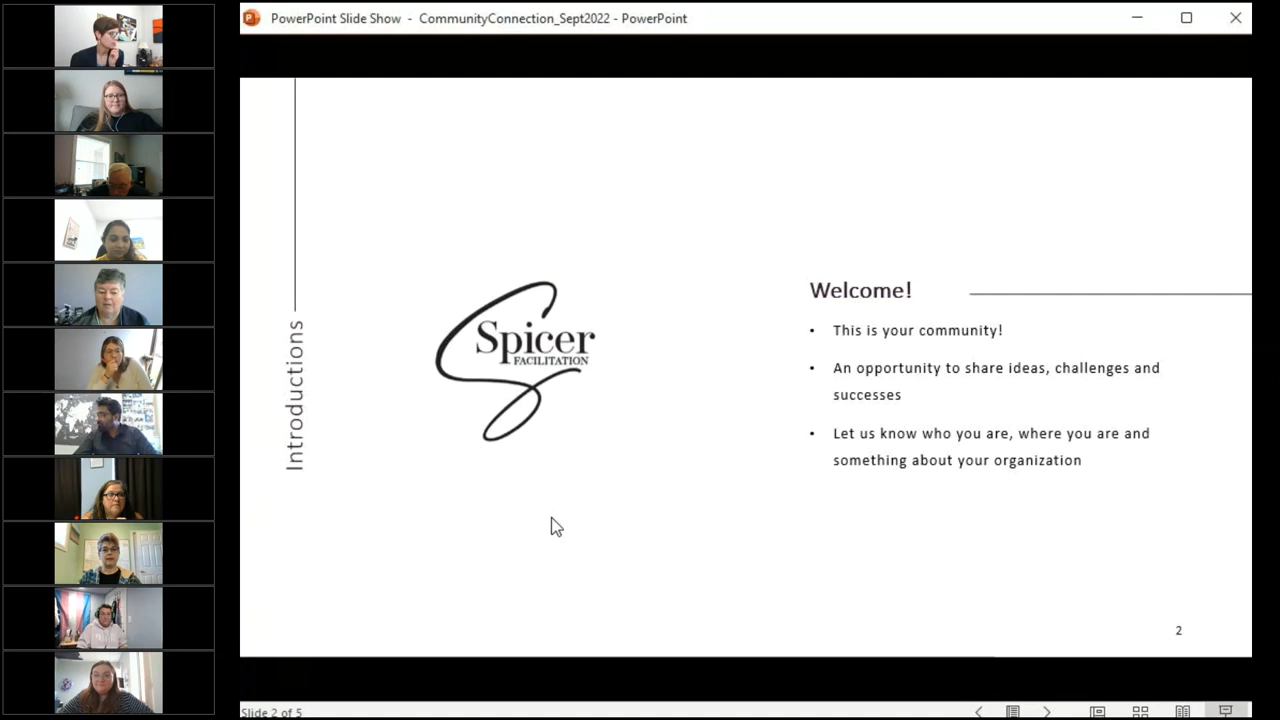 PowerPoint Slide Show - CommunityConnection_Sept2022 - PowerPoint
Introductions
Spicer
FACILITATION
Welcome!
• This is your community!
• An opportunity to share ideas, challenges and
successes
• Let us know who you are, where you are and
something about your organization
2
Slide 2 of 5